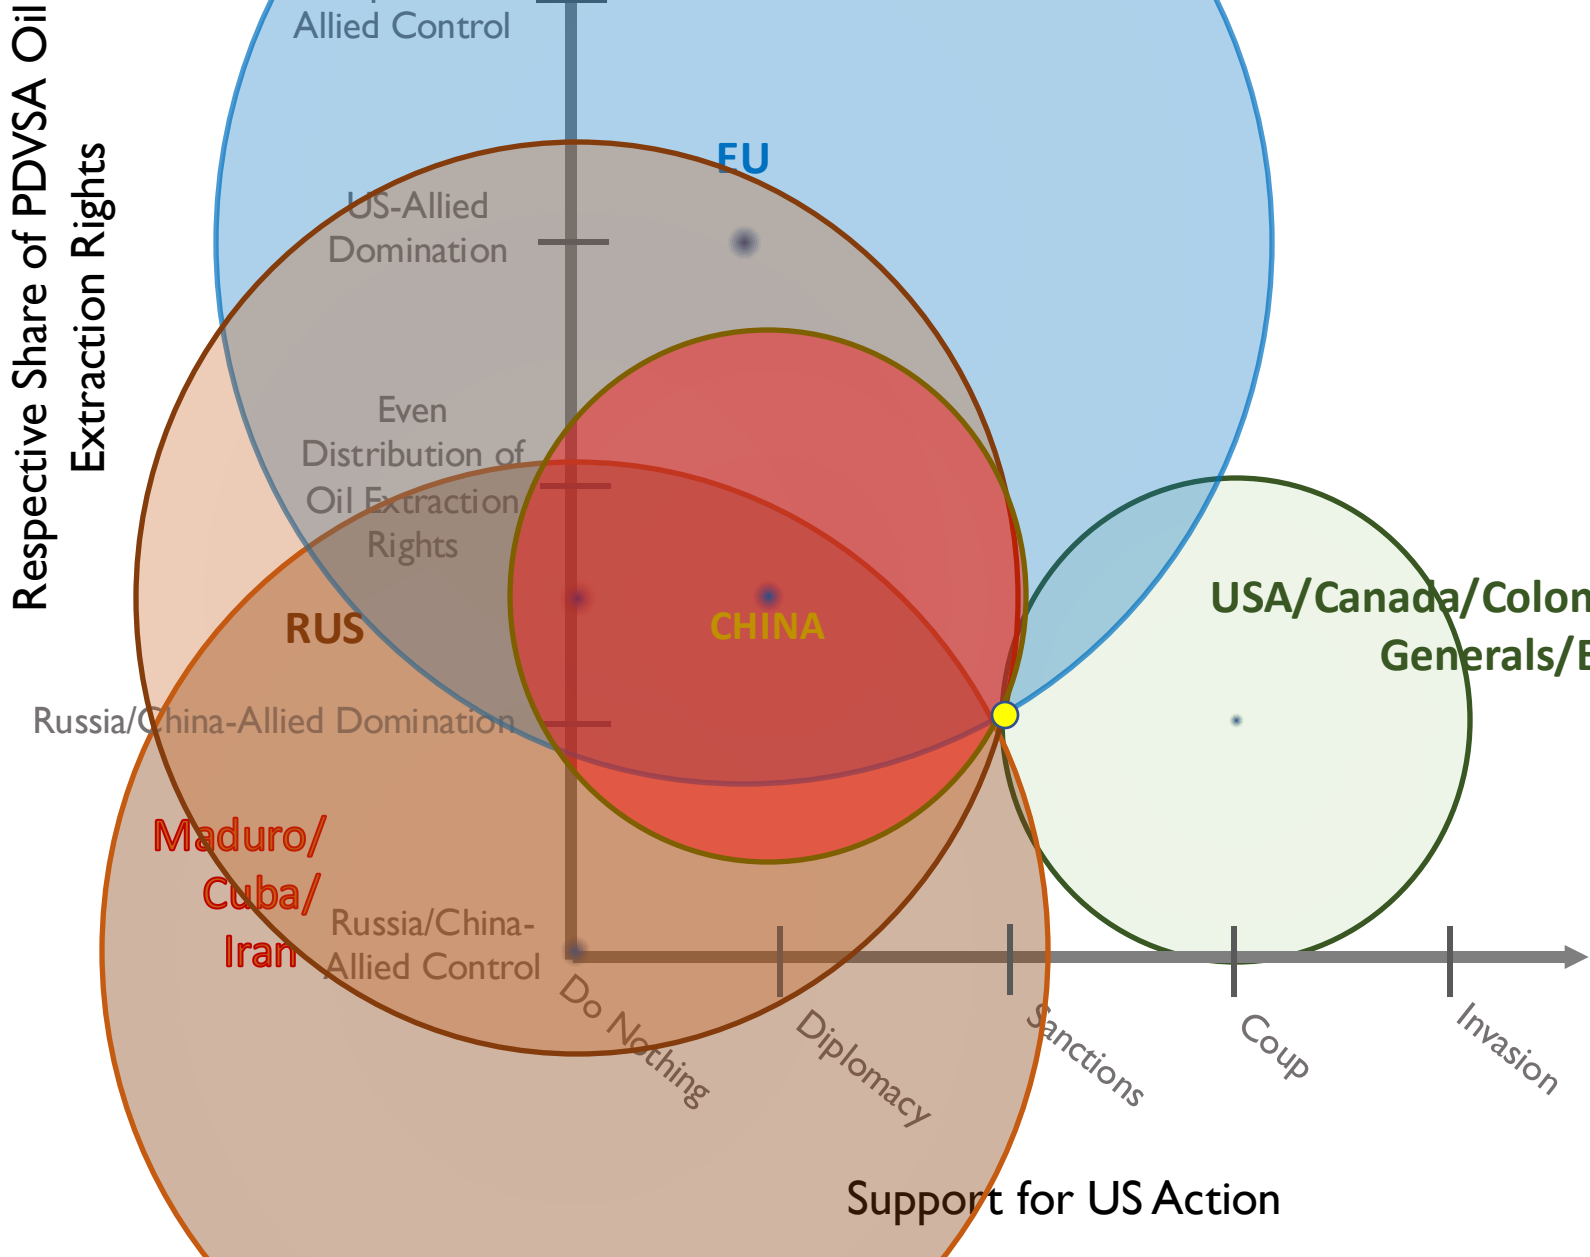 Respective Share of PDVSA Oil
Extraction Rights
Allied Control
EU
US-Allied
Domination
Even
Distribution of
Oil Extraction
Rights
USA/Canada/Colom
Generals/E
RUS
CHINA
Russia/China-Allied Domination
Maduro/
Cuba/
Iran
Russia/China-
Allied Control
Do Nothing
Diplomacy
Sanctions
Coup
Invasion
Support for US Action